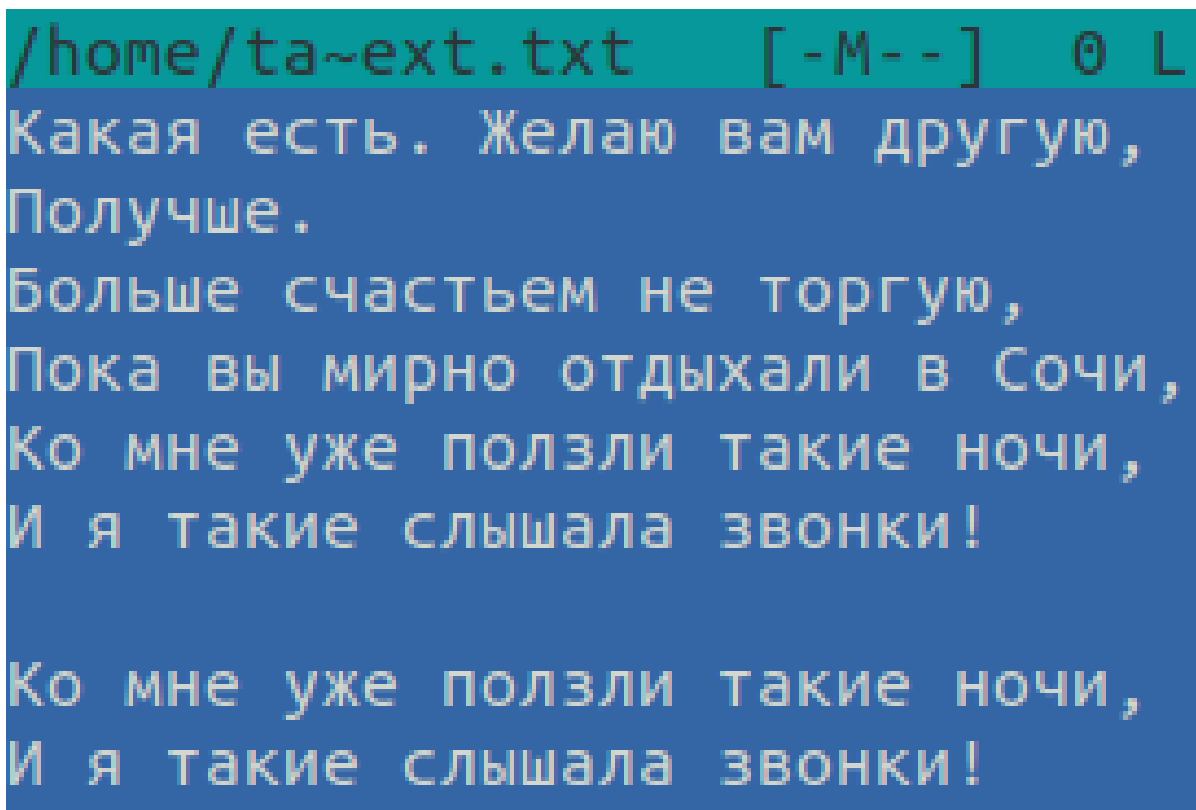 /home/ta~ext.txt [-M--] 0 L
Какая есть. Желаю вам другую,
Получше.
Больше счастьем не торгую,
Пока вы мирно отдыхали в Сочи,
Ко мне уже ползли такие ночи,
И я такие слышала звонки!
Ко мне уже ползли такие ночи,
И я такие слышала звонки!